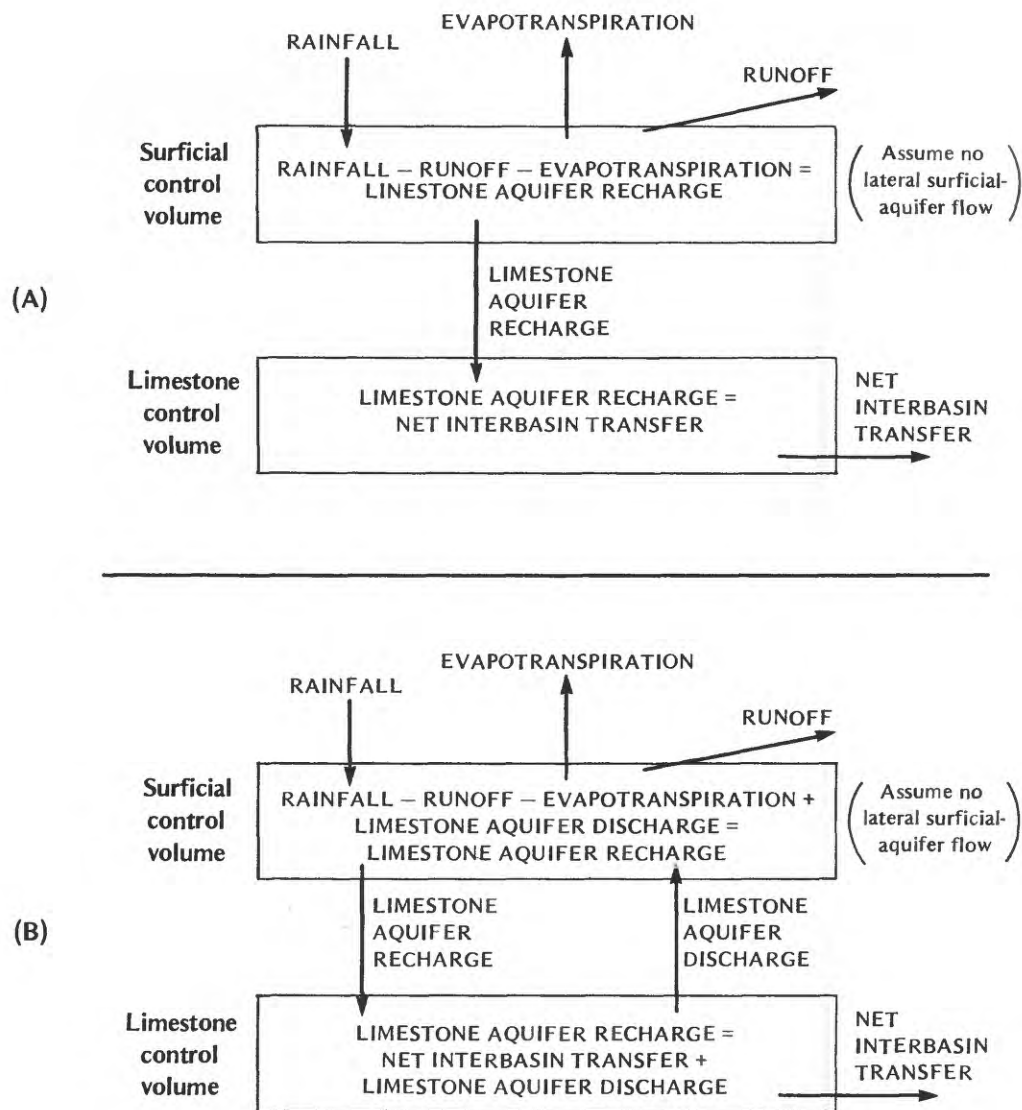 EVAPOTRANSPIRATION
RAINFALL
RUNOFF
Surficial
control
volume
RAINFALL – RUNOFF – EVAPOTRANSPIRATION =
LINESTONE AQUIFER RECHARGE
(Assume no
lateral surficial-
aquifer flow)
(A)
LIMESTONE
AQUIFER
RECHARGE
Limestone
control
volume
LIMESTONE AQUIFER RECHARGE =
NET INTERBASIN TRANSFER
NET
INTERBASIN
TRANSFER
EVAPOTRANSPIRATION
RAINFALL
RUNOFF
Surficial
control
volume
RAINFALL – RUNOFF – EVAPOTRANSPIRATION +
LIMESTONE AQUIFER DISCHARGE =
LIMESTONE AQUIFER RECHARGE
(Assume no
lateral surficial-
aquifer flow)
(B)
LIMESTONE
AQUIFER
RECHARGE
LIMESTONE
AQUIFER
DISCHARGE
Limestone
control
volume
LIMESTONE AQUIFER RECHARGE =
NET INTERBASIN TRANSFER +
LIMESTONE AQUIFER DISCHARGE
NET
INTERBASIN
TRANSFER